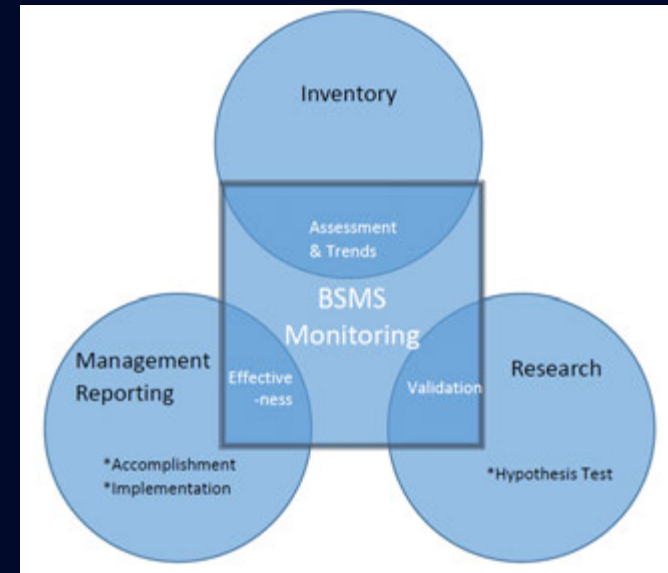 Inventory
Assessment
& Trends
BSMS
Monitoring
Management
Reporting
Effective
-ness
Validation
Research
*Accomplishment
*Implementation
*Hypothesis Test